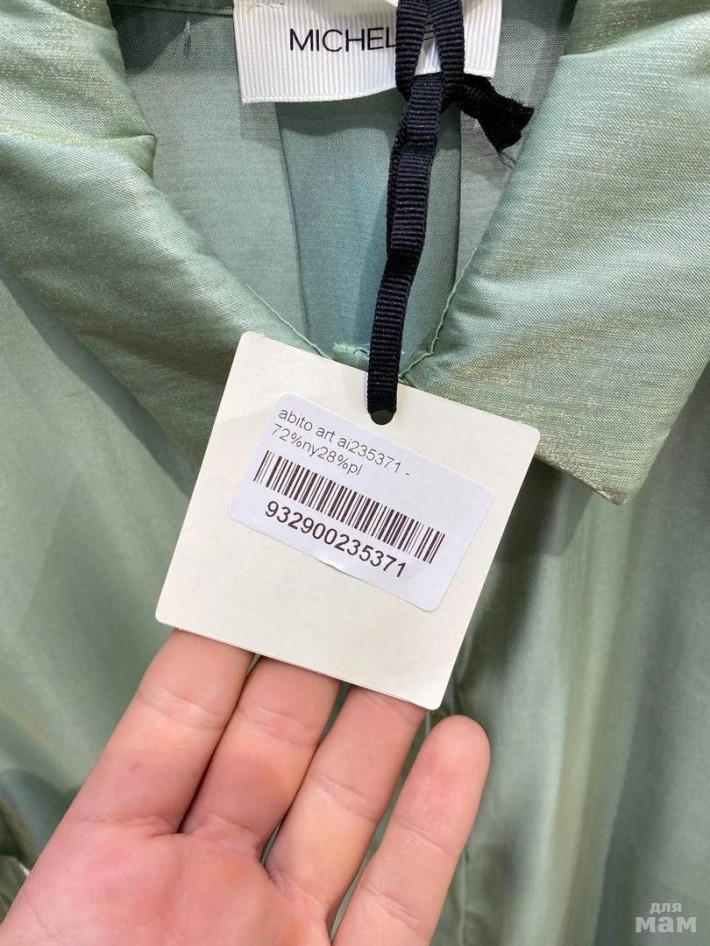 MICHEL
abito art ai235371 -
72%ny28%pl
932900235371
для
мам